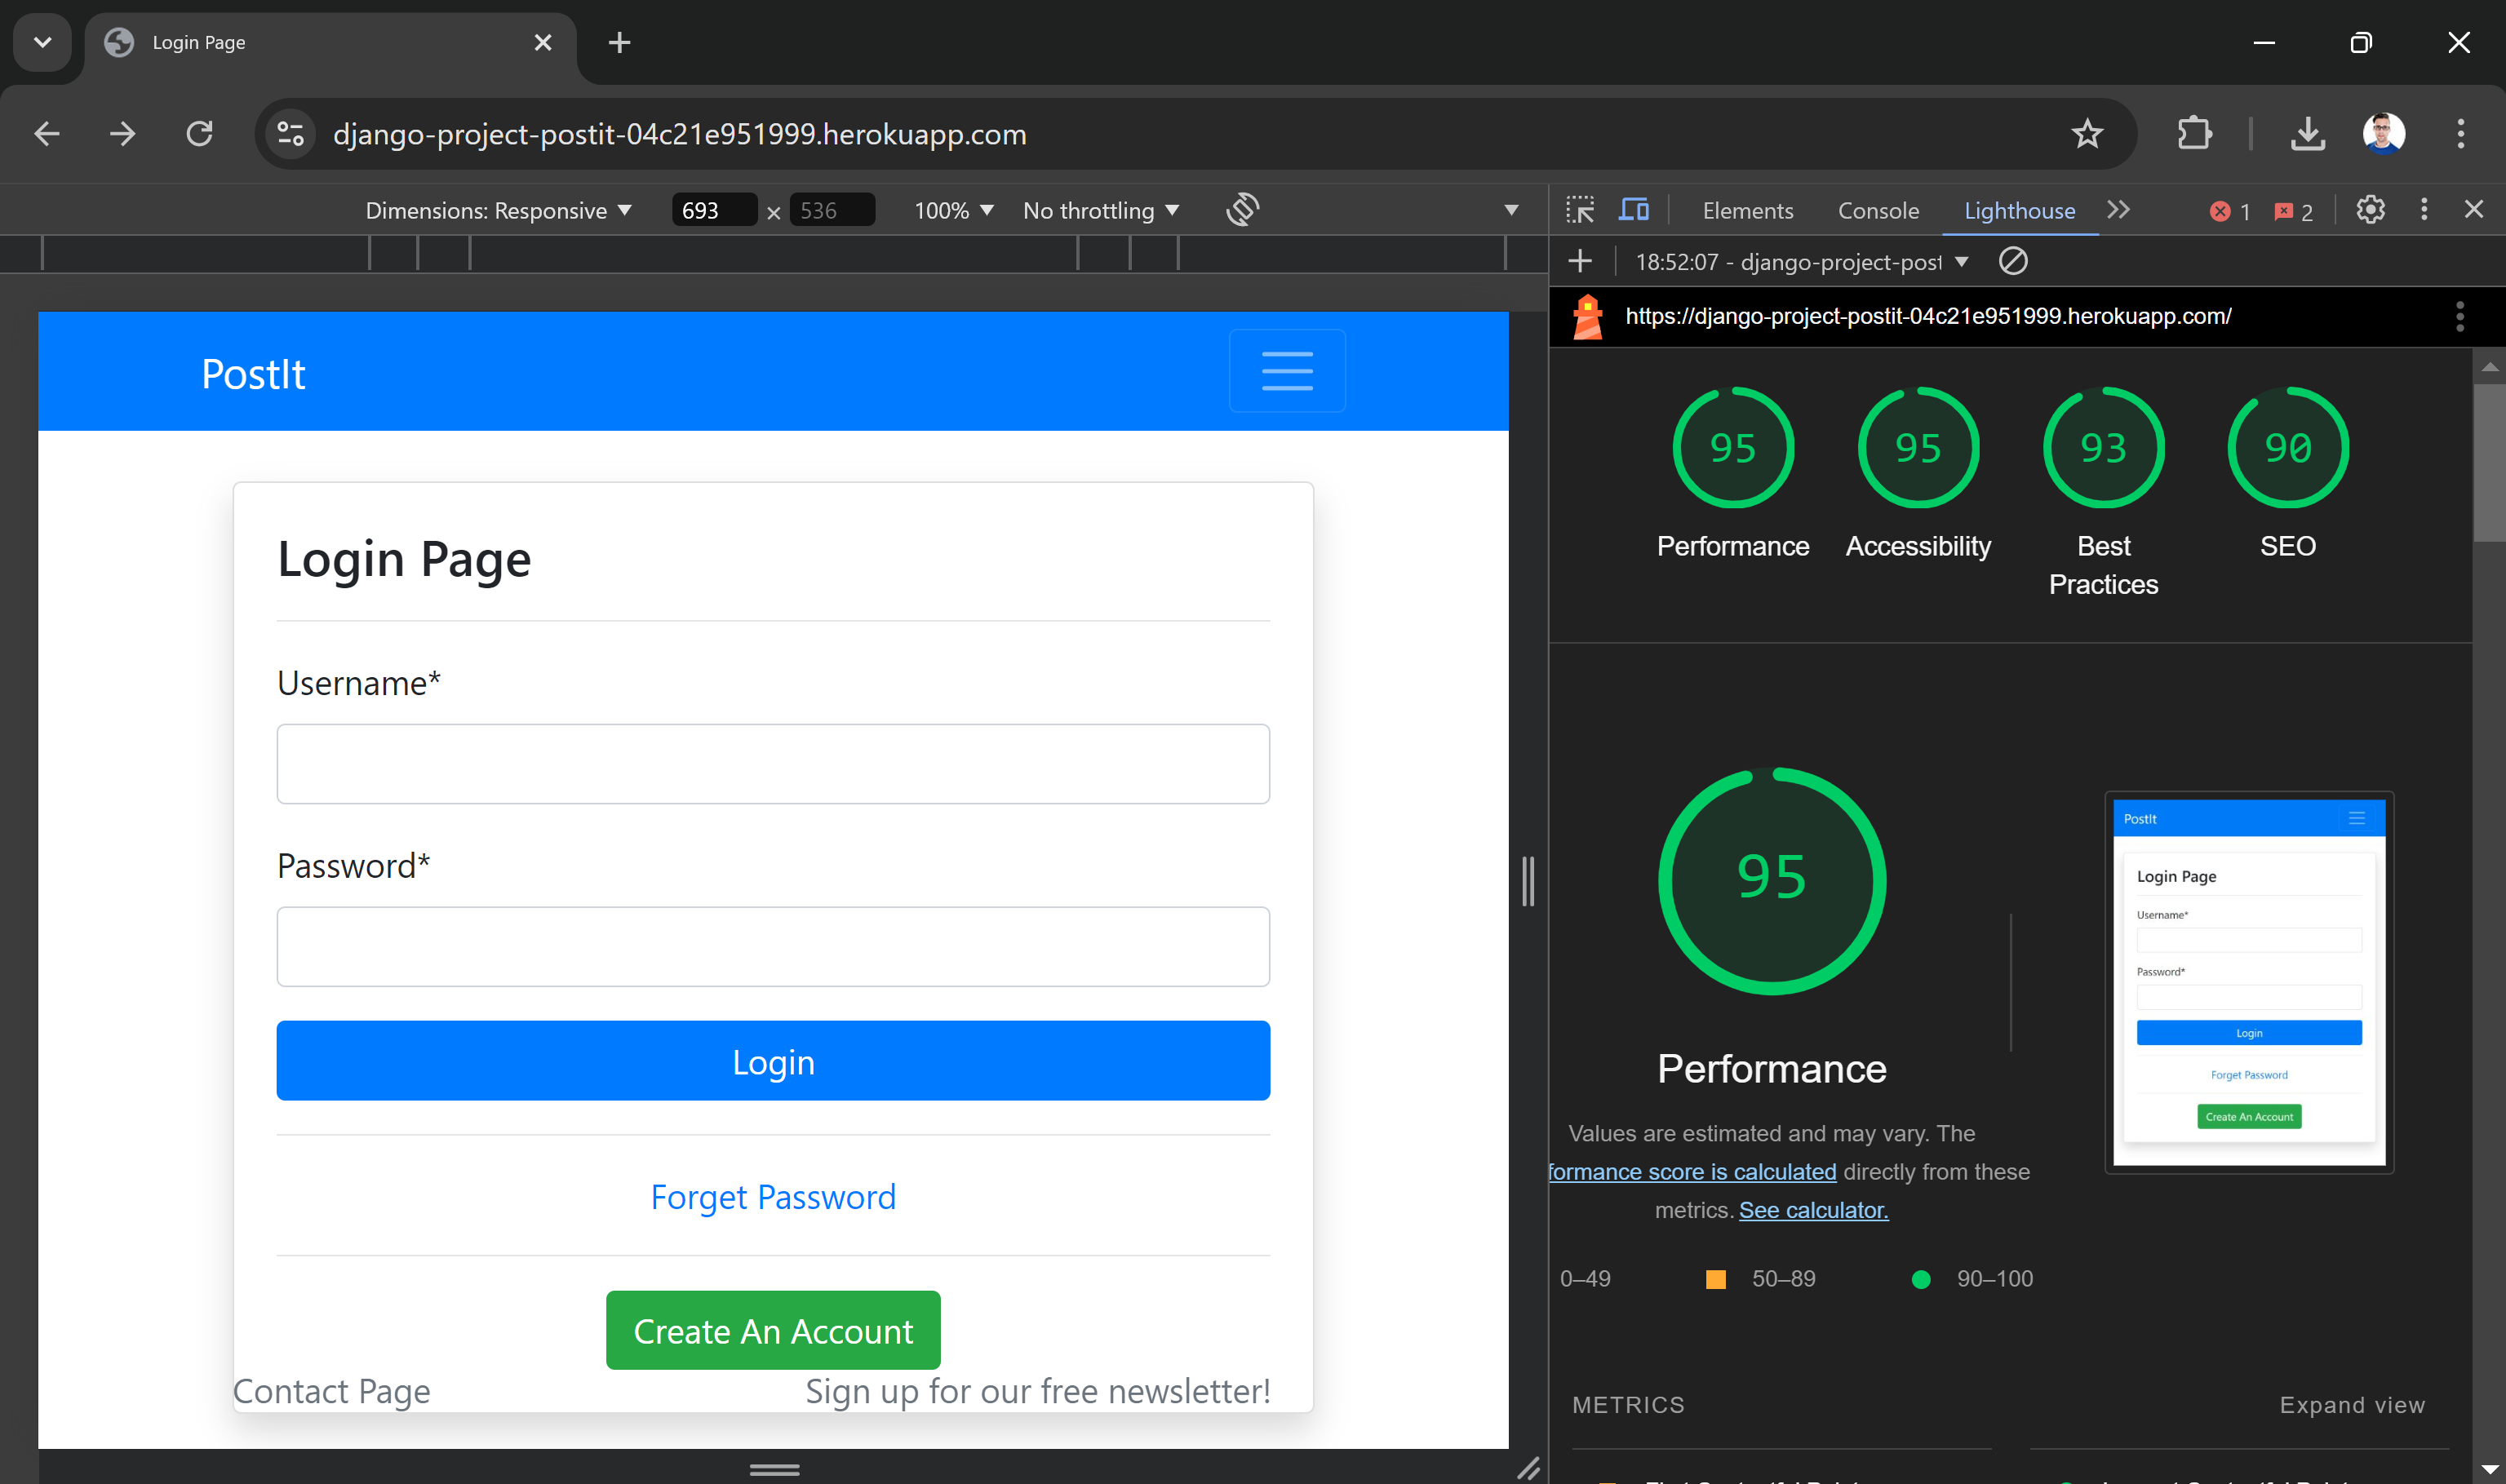 Login Page
django-project-postit-04c21e951999.herokuapp.com
Dimensions: Responsive 693 × 536 100% No throttling
Elements Console Lighthouse 1 2
18:52:07 - django-project-post
https://django-project-postit-04c21e951999.herokuapp.com/
PostIt
Login Page
Username*
Password*
Login
Forget Password
Create An Account
Contact Page Sign up for our free newsletter!
95 95 93 90
Performance Accessibility Best Practices SEO
95
Performance
Values are estimated and may vary. The
formance score is calculated directly from these
metrics. See calculator.
0–49 50–89 90–100
PostIt
Login Page
Username*
Password*
Login
Forget Password
Create An Account
METRICS Expand view